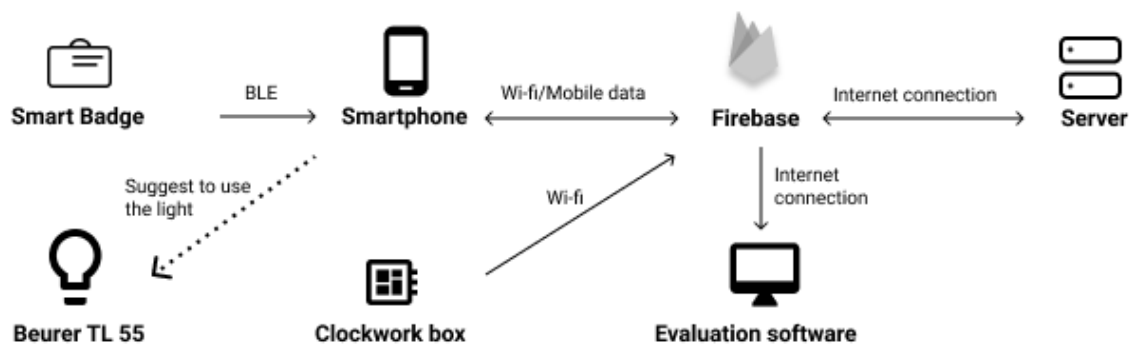 BLE
Wi-fi/Mobile data
Internet connection
Smart Badge
Smartphone
Firebase
Server
Suggest to use
the light
Wi-fi
Internet
connection
Beurer TL 55
Clockwork box
Evaluation software